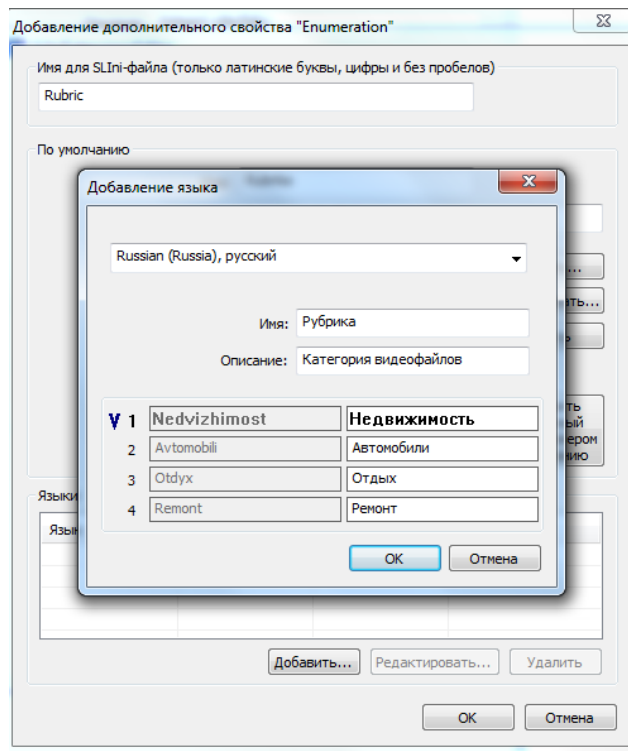 Добавление дополнительного свойства "Enumeration"
Имя для SLIni-файла (только латинские буквы, цифры и без пробелов)
Rubric
По умолчанию
Добавление языка
Russian (Russia), русский
Имя: Рубрика
Описание: Категория видеофайлов
V 1 Nedvizhimost Недвижимость
2 Avtomobili Автомобили
3 Otdyx Отдых
4 Remont Ремонт
OK Отмена
Добавить... Редактировать... Удалить
OK Отмена